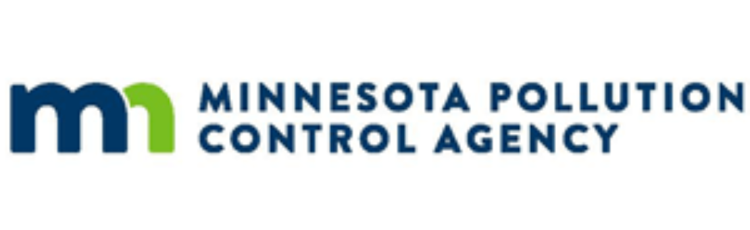 mn MINNESOTA POLLUTION
CONTROL AGENCY